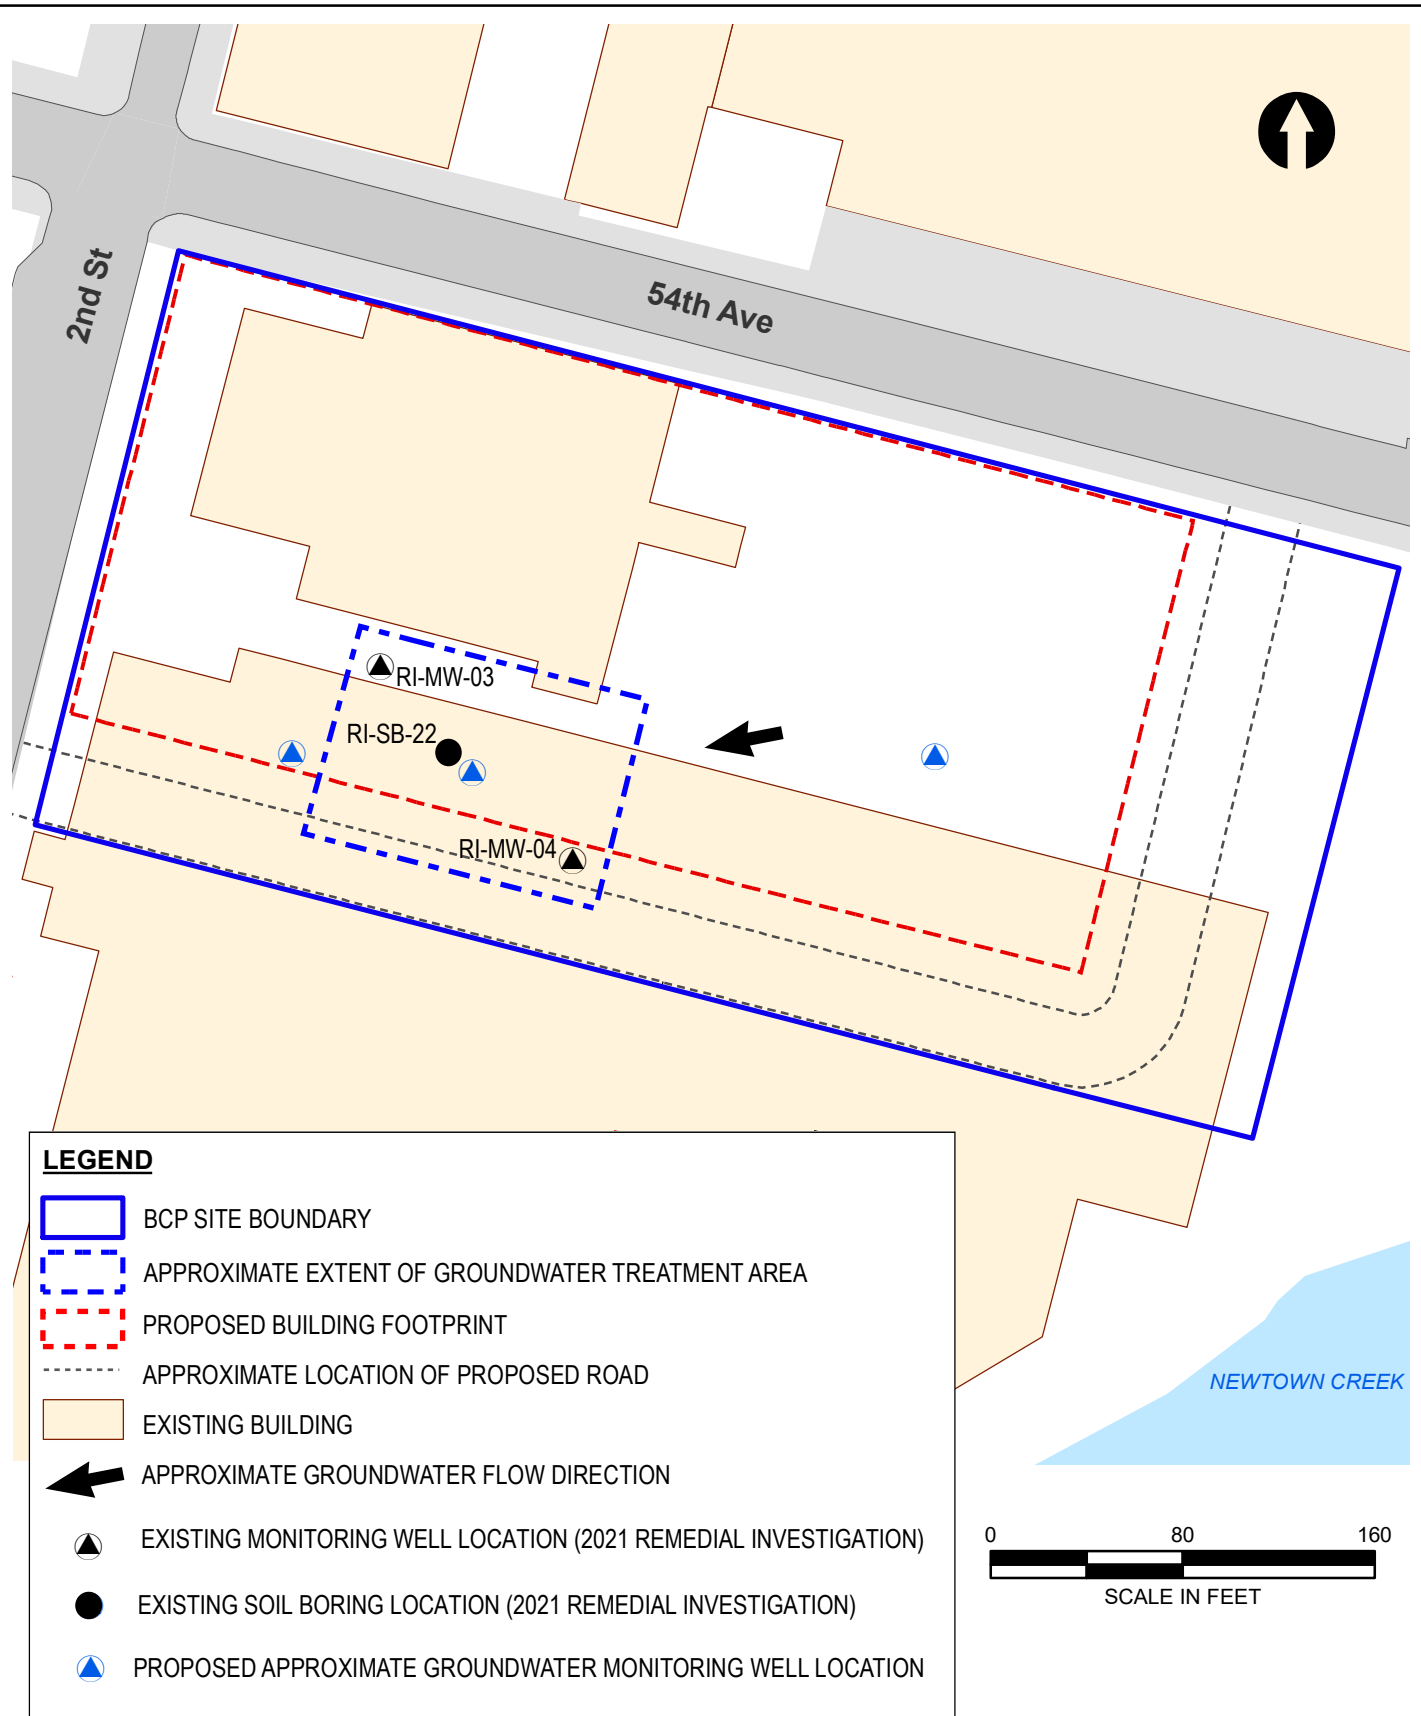 2nd St
54th Ave
RI-MW-03
RI-SB-22
RI-MW-04
LEGEND
BCP SITE BOUNDARY
APPROXIMATE EXTENT OF GROUNDWATER TREATMENT AREA
PROPOSED BUILDING FOOTPRINT
APPROXIMATE LOCATION OF PROPOSED ROAD
EXISTING BUILDING
APPROXIMATE GROUNDWATER FLOW DIRECTION
EXISTING MONITORING WELL LOCATION (2021 REMEDIAL INVESTIGATION)
EXISTING SOIL BORING LOCATION (2021 REMEDIAL INVESTIGATION)
PROPOSED APPROXIMATE GROUNDWATER MONITORING WELL LOCATION
NEWTOWN CREEK
0 80 160
SCALE IN FEET